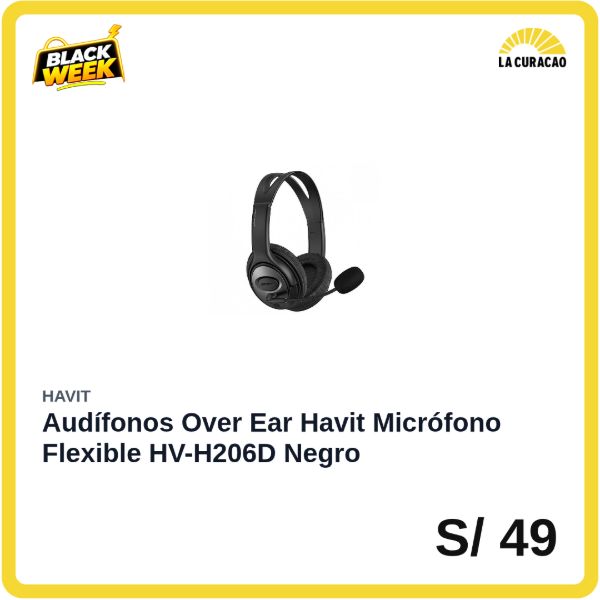 BLACK
WEEK
LA CURACAO
HAVIT
Audífonos Over Ear Havit Micrófono
Flexible HV-H206D Negro
S/ 49